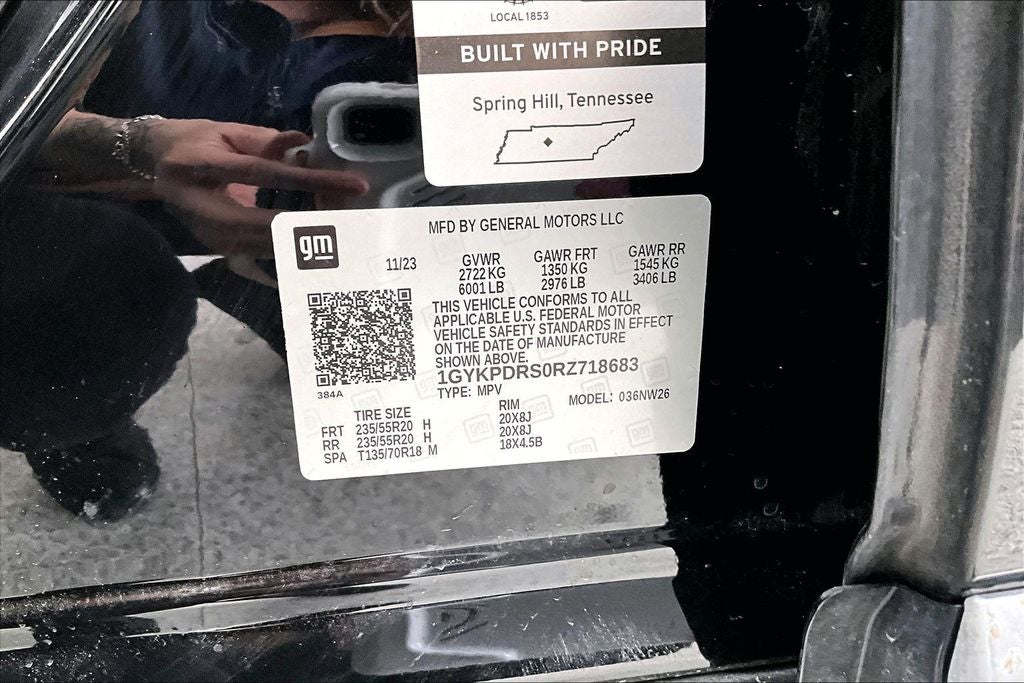 LOCAL 1853
BUILT WITH PRIDE
Spring Hill, Tennessee
MFD BY GENERAL MOTORS LLC
gm
11/23
GVWR
2722 KG
6001 LB
GAWR FRT
1350 KG
2976 LB
GAWR RR
1545 KG
3406 LB
THIS VEHICLE CONFORMS TO ALL
APPLICABLE U.S. FEDERAL MOTOR
VEHICLE SAFETY STANDARDS IN EFFECT
ON THE DATE OF MANUFACTURE
SHOWN ABOVE.
1GYKPDRS0RZ718683
TYPE: MPV
MODEL: 036NW26
384A
TIRE SIZE RIM
FRT 235/55R20 H 20X8J
RR 235/55R20 H 20X8J
SPA T135/70R18 M 18X4.5B